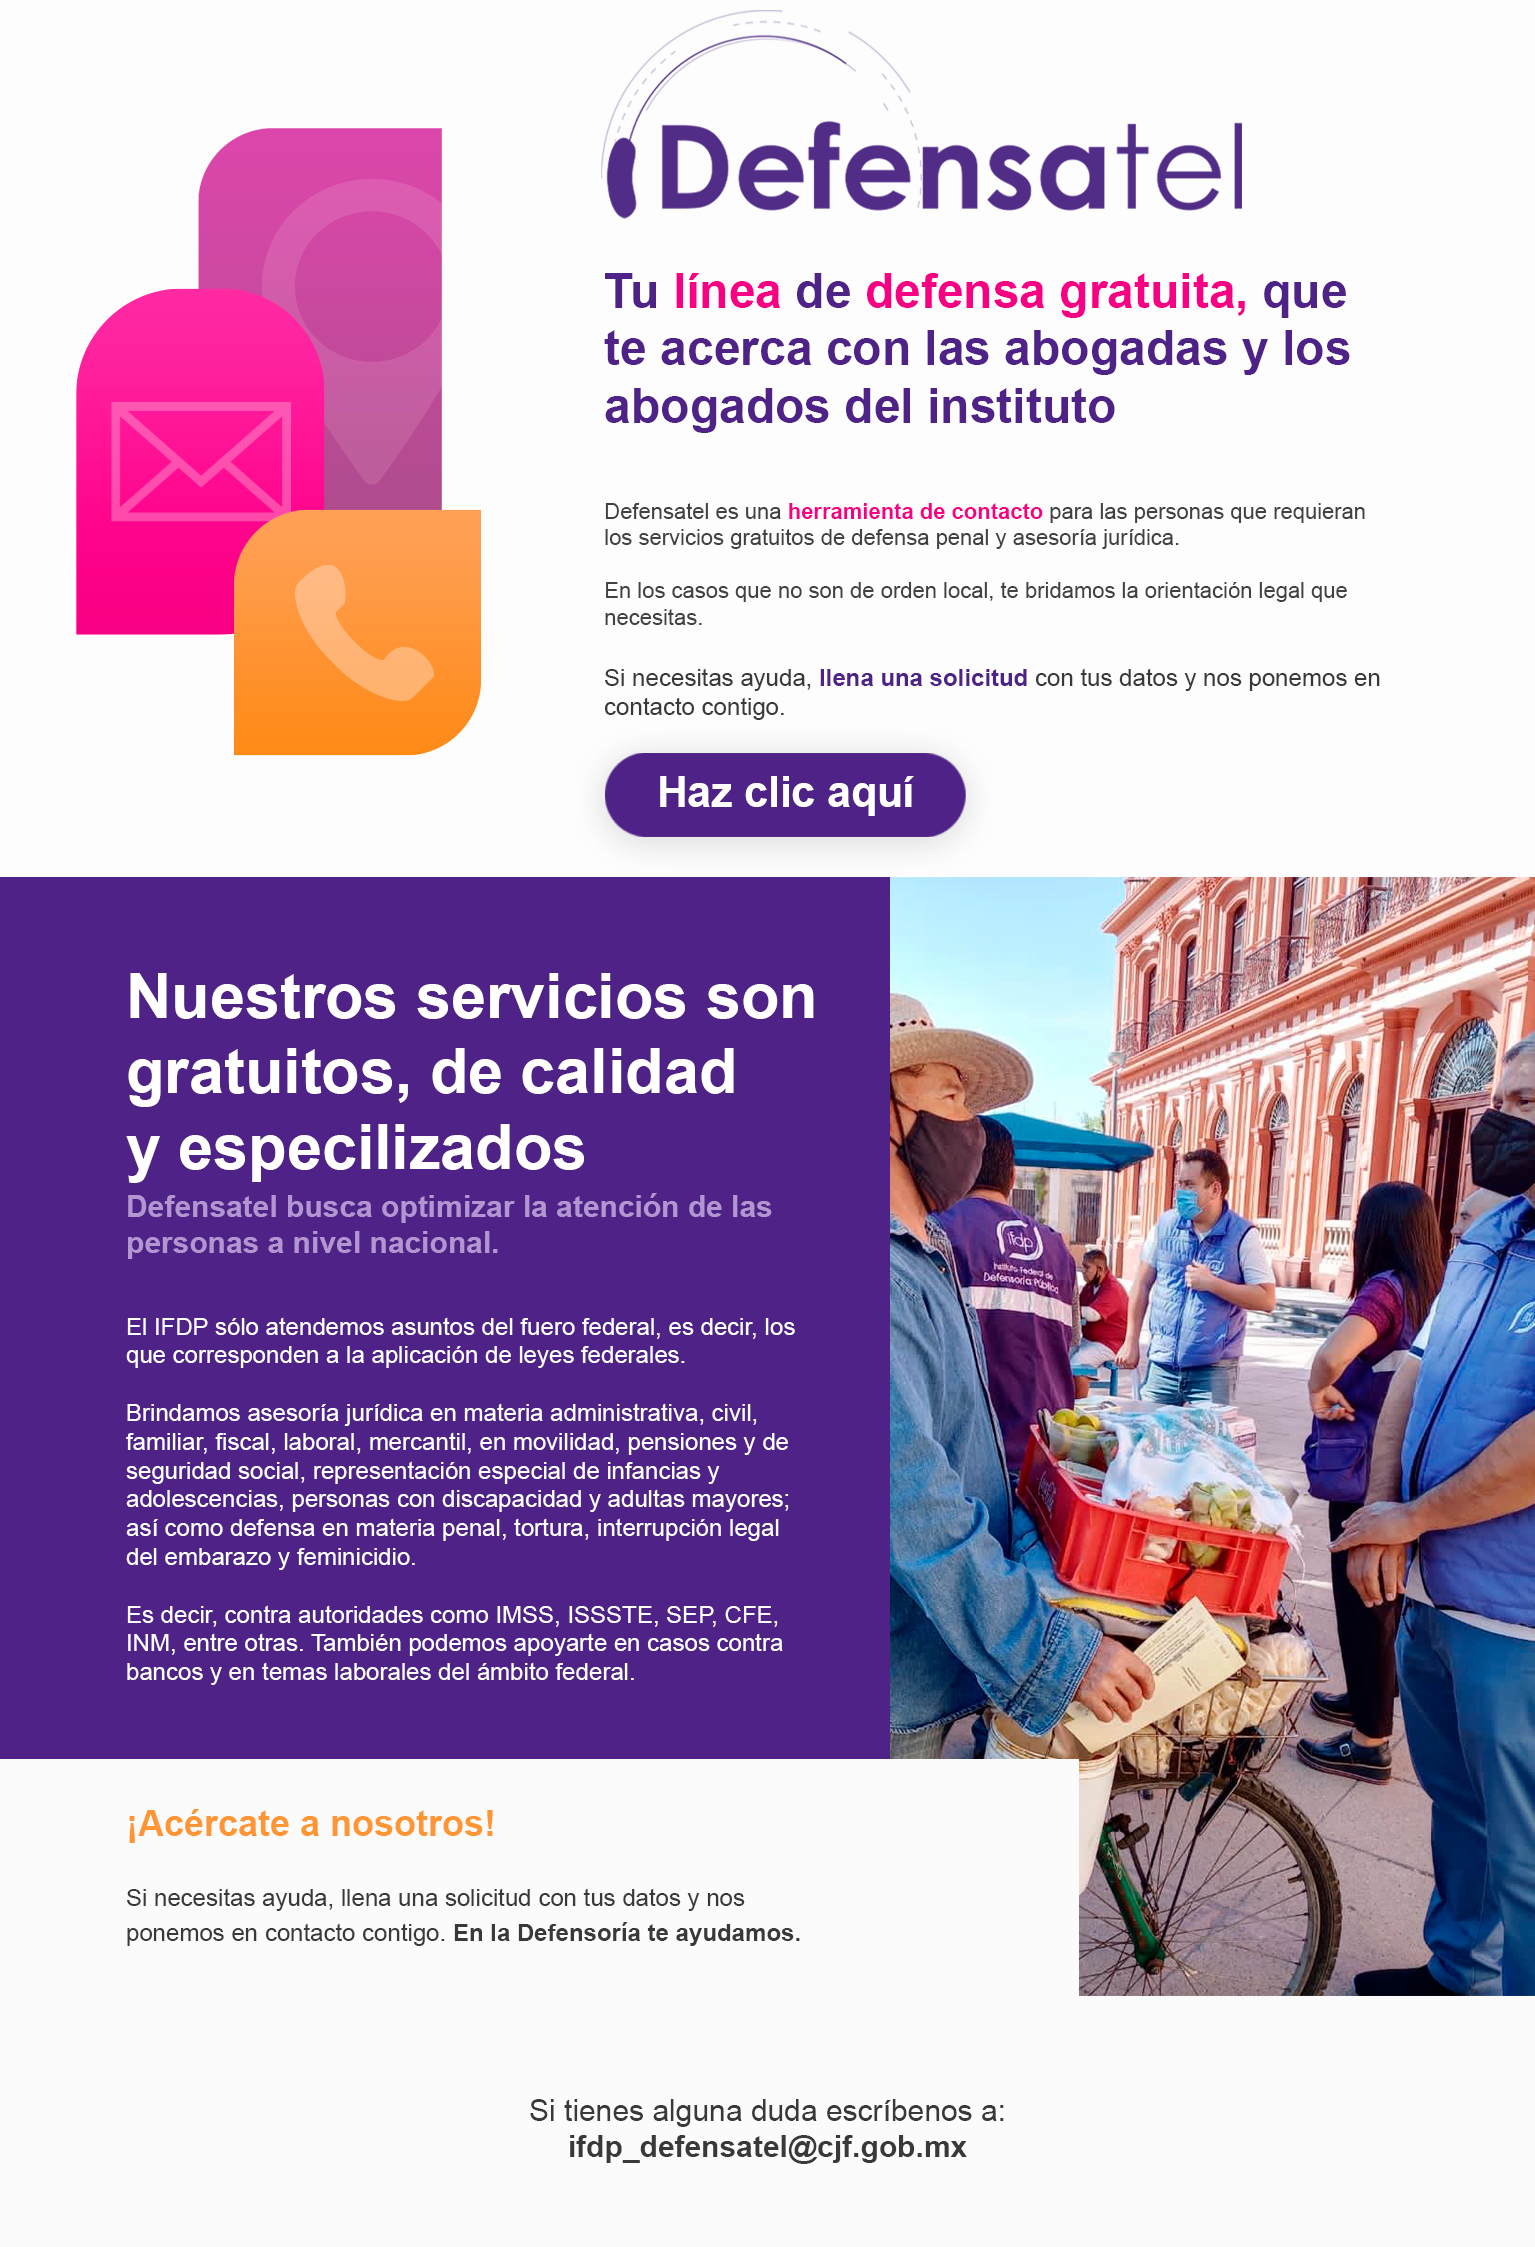 Defensatel
Tu línea de defensa gratuita, que
te acerca con las abogadas y los
abogados del instituto
Defensatel es una herramienta de contacto para las personas que requieran
los servicios gratuitos de defensa penal y asesoría jurídica.
En los casos que no son de orden local, te bridamos la orientación legal que
necesitas.
Si necesitas ayuda, llena una solicitud con tus datos y nos ponemos en
contacto contigo.
Haz clic aquí
Nuestros servicios son
gratuitos, de calidad
y especilizados
Defensatel busca optimizar la atención de las
personas a nivel nacional.
El IFDP sólo atendemos asuntos del fuero federal, es decir, los
que corresponden a la aplicación de leyes federales.
Brindamos asesoría jurídica en materia administrativa, civil,
familiar, fiscal, laboral, mercantil, en movilidad, pensiones y de
seguridad social, representación especial de infancias y
adolescencias, personas con discapacidad y adultas mayores;
así como defensa en materia penal, tortura, interrupción legal
del embarazo y feminicidio.
Es decir, contra autoridades como IMSS, ISSSTE, SEP, CFE,
INM, entre otras. También podemos apoyarte en casos contra
bancos y en temas laborales del ámbito federal.
ifdp
Instituto Federal de
Defensoría Pública
¡Acércate a nosotros!
Si necesitas ayuda, llena una solicitud con tus datos y nos
ponemos en contacto contigo. En la Defensoría te ayudamos.
Si tienes alguna duda escríbenos a:
ifdp_defensatel@cjf.gob.mx